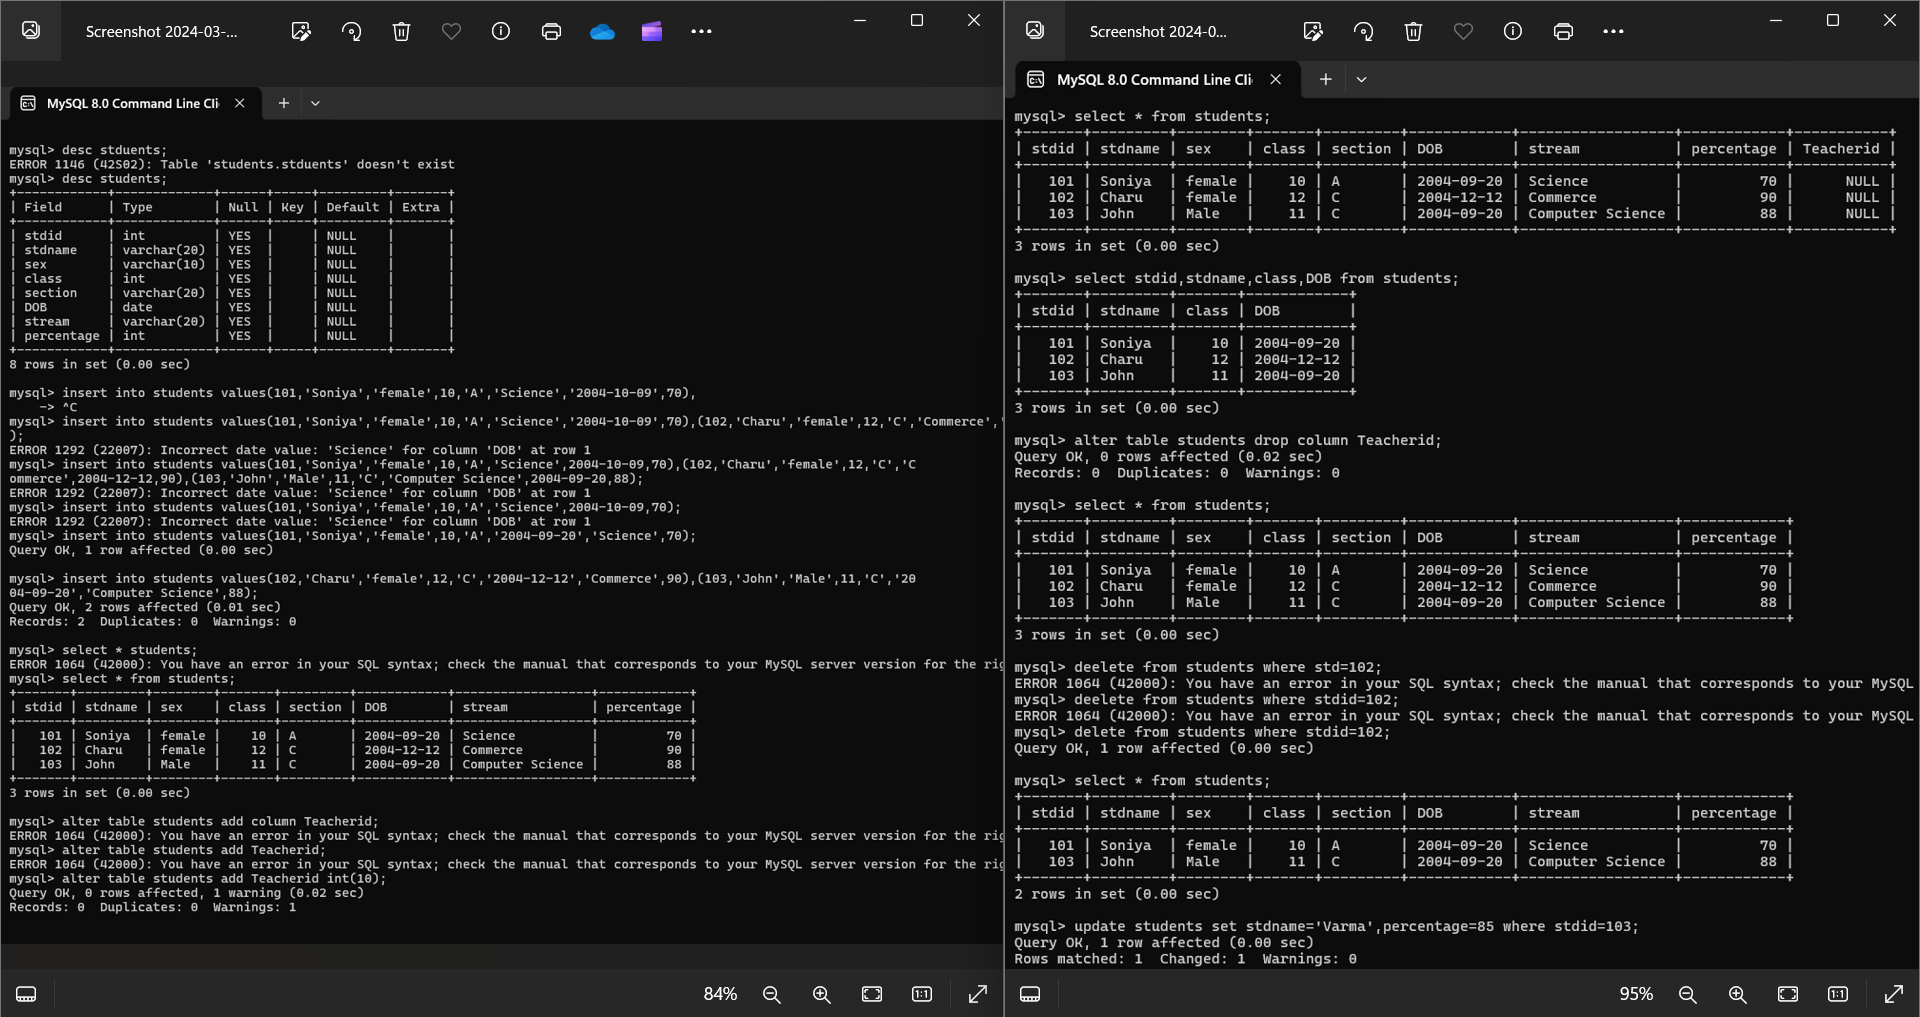 Screenshot 2024-03-...
MySQL 8.0 Command Line Cli
mysql> desc stduents;
ERROR 1146 (42S02): Table 'students.stduents' doesn't exist
mysql> desc students;
+------------+-------------+------+-----+---------+-------+
| Field      | Type        | Null | Key | Default | Extra |
+------------+-------------+------+-----+---------+-------+
| stdid      | int         | YES  |     | NULL    |       |
| stdname    | varchar(20) | YES  |     | NULL    |       |
| sex        | varchar(10) | YES  |     | NULL    |       |
| class      | int         | YES  |     | NULL    |       |
| section    | varchar(20) | YES  |     | NULL    |       |
| DOB        | date        | YES  |     | NULL    |       |
| stream     | varchar(20) | YES  |     | NULL    |       |
| percentage | int         | YES  |     | NULL    |       |
+------------+-------------+------+-----+---------+-------+
8 rows in set (0.00 sec)
mysql> insert into students values(101,'Soniya','female',10,'A','Science','2004-10-09',70),
    -> ^C
mysql> insert into students values(101,'Soniya','female',10,'A','Science','2004-10-09',70),(102,'Charu','female',12,'C','Commerce','
);
ERROR 1292 (22007): Incorrect date value: 'Science' for column 'DOB' at row 1
mysql> insert into students values(101,'Soniya','female',10,'A','Science',2004-10-09,70),(102,'Charu','female',12,'C','C
ommerce',2004-12-12,90),(103,'John','Male',11,'C','Computer Science',2004-09-20,88);
ERROR 1292 (22007): Incorrect date value: 'Science' for column 'DOB' at row 1
mysql> insert into students values(101,'Soniya','female',10,'A','Science',2004-10-09,70);
ERROR 1292 (22007): Incorrect date value: 'Science' for column 'DOB' at row 1
mysql> insert into students values(101,'Soniya','female',10,'A','2004-09-20','Science',70);
Query OK, 1 row affected (0.00 sec)
mysql> insert into students values(102,'Charu','female',12,'C','2004-12-12','Commerce',90),(103,'John','Male',11,'C','20
04-09-20','Computer Science',88);
Query OK, 2 rows affected (0.01 sec)
Records: 2  Duplicates: 0  Warnings: 0
mysql> select * students;
ERROR 1064 (42000): You have an error in your SQL syntax; check the manual that corresponds to your MySQL server version for the rig
mysql> select * from students;
+-------+---------+--------+-------+---------+------------+------------------+------------+
| stdid | stdname | sex    | class | section | DOB        | stream           | percentage |
+-------+---------+--------+-------+---------+------------+------------------+------------+
|   101 | Soniya  | female |    10 | A       | 2004-09-20 | Science          |         70 |
|   102 | Charu   | female |    12 | C       | 2004-12-12 | Commerce         |         90 |
|   103 | John    | Male   |    11 | C       | 2004-09-20 | Computer Science |         88 |
+-------+---------+--------+-------+---------+------------+------------------+------------+
3 rows in set (0.00 sec)
mysql> alter table students add column Teacherid;
ERROR 1064 (42000): You have an error in your SQL syntax; check the manual that corresponds to your MySQL server version for the rig
mysql> alter table students add Teacherid;
ERROR 1064 (42000): You have an error in your SQL syntax; check the manual that corresponds to your MySQL server version for the rig
mysql> alter table students add Teacherid int(10);
Query OK, 0 rows affected, 1 warning (0.02 sec)
Records: 0  Duplicates: 0  Warnings: 1
84%
Screenshot 2024-0...
MySQL 8.0 Command Line Cli
mysql> select * from students;
+-------+---------+--------+-------+---------+------------+------------------+------------+-----------+
| stdid | stdname | sex    | class | section | DOB        | stream           | percentage | Teacherid |
+-------+---------+--------+-------+---------+------------+------------------+------------+-----------+
|   101 | Soniya  | female |    10 | A       | 2004-09-20 | Science          |         70 |      NULL |
|   102 | Charu   | female |    12 | C       | 2004-12-12 | Commerce         |         90 |      NULL |
|   103 | John    | Male   |    11 | C       | 2004-09-20 | Computer Science |         88 |      NULL |
+-------+---------+--------+-------+---------+------------+------------------+------------+-----------+
3 rows in set (0.00 sec)
mysql> select stdid,stdname,class,DOB from students;
+-------+---------+-------+------------+
| stdid | stdname | class | DOB        |
+-------+---------+-------+------------+
|   101 | Soniya  |    10 | 2004-09-20 |
|   102 | Charu   |    12 | 2004-12-12 |
|   103 | John    |    11 | 2004-09-20 |
+-------+---------+-------+------------+
3 rows in set (0.00 sec)
mysql> alter table students drop column Teacherid;
Query OK, 0 rows affected (0.02 sec)
Records: 0  Duplicates: 0  Warnings: 0
mysql> select * from students;
+-------+---------+--------+-------+---------+------------+------------------+------------+
| stdid | stdname | sex    | class | section | DOB        | stream           | percentage |
+-------+---------+--------+-------+---------+------------+------------------+------------+
|   101 | Soniya  | female |    10 | A       | 2004-09-20 | Science          |         70 |
|   102 | Charu   | female |    12 | C       | 2004-12-12 | Commerce         |         90 |
|   103 | John    | Male   |    11 | C       | 2004-09-20 | Computer Science |         88 |
+-------+---------+--------+-------+---------+------------+------------------+------------+
3 rows in set (0.00 sec)
mysql> deelete from students where std=102;
ERROR 1064 (42000): You have an error in your SQL syntax; check the manual that corresponds to your MySQL
mysql> deelete from students where stdid=102;
ERROR 1064 (42000): You have an error in your SQL syntax; check the manual that corresponds to your MySQL
mysql> delete from students where stdid=102;
Query OK, 1 row affected (0.00 sec)
mysql> select * from students;
+-------+---------+--------+-------+---------+------------+------------------+------------+
| stdid | stdname | sex    | class | section | DOB        | stream           | percentage |
+-------+---------+--------+-------+---------+------------+------------------+------------+
|   101 | Soniya  | female |    10 | A       | 2004-09-20 | Science          |         70 |
|   103 | John    | Male   |    11 | C       | 2004-09-20 | Computer Science |         88 |
+-------+---------+--------+-------+---------+------------+------------------+------------+
2 rows in set (0.00 sec)
mysql> update students set stdname='Varma',percentage=85 where stdid=103;
Query OK, 1 row affected (0.00 sec)
Rows matched: 1  Changed: 1  Warnings: 0
95%